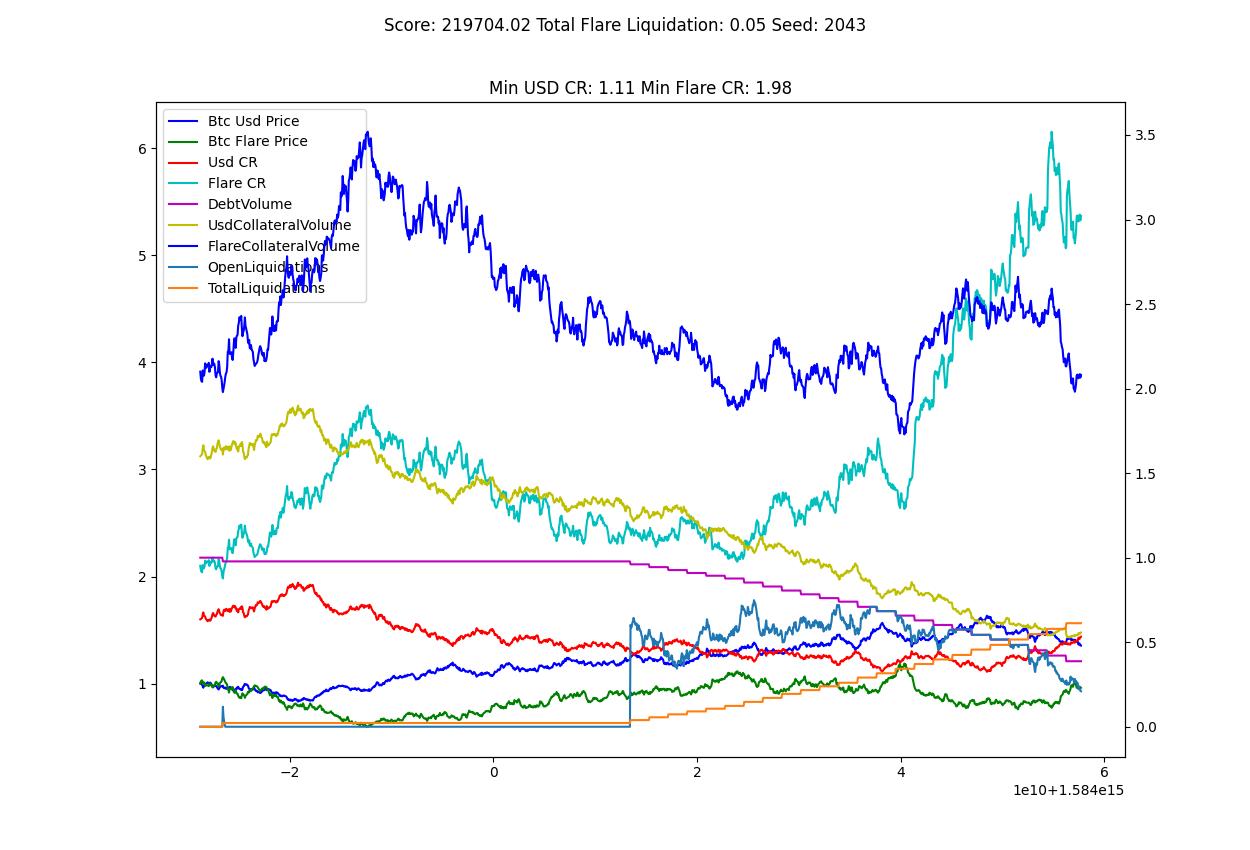 Score: 219704.02 Total Flare Liquidation: 0.05 Seed: 2043
Min USD CR: 1.11 Min Flare CR: 1.98
Btc Usd Price
Btc Flare Price
Usd CR
Flare CR
DebtVolume
UsdCollateralVolume
FlareCollateralVolume
OpenLiquidations
TotalLiquidations
6
5
4
3
2
1
3.5
3.0
2.5
2.0
1.5
1.0
0.5
0.0
−2
0
2
4
6
1e10+1.584e15